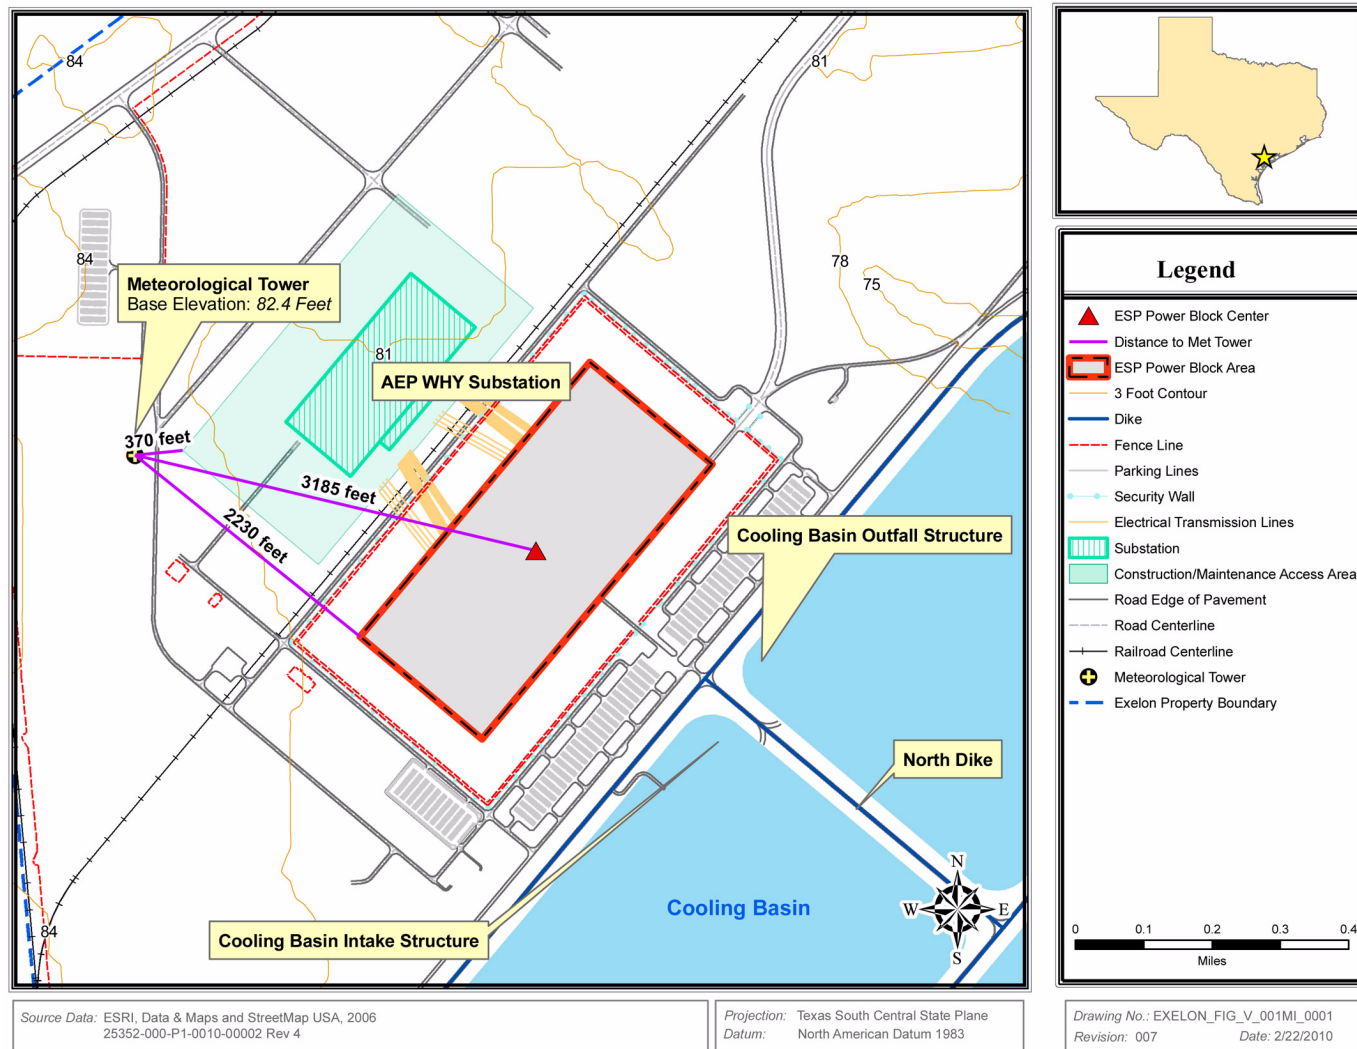 84
81
84
Meteorological Tower
Base Elevation: 82.4 Feet
78
75
81
AEP WHY Substation
370 feet
3185 feet
2230 feet
Cooling Basin Outfall Structure
North Dike
Cooling Basin
Cooling Basin Intake Structure
84
N
W
E
S
Legend
ESP Power Block Center
Distance to Met Tower
ESP Power Block Area
3 Foot Contour
Dike
Fence Line
Parking Lines
Security Wall
Electrical Transmission Lines
Substation
Construction/Maintenance Access Area
Road Edge of Pavement
Road Centerline
Railroad Centerline
Meteorological Tower
Exelon Property Boundary
0 0.1 0.2 0.3 0.4
Miles
Source Data: ESRI, Data & Maps and StreetMap USA, 2006
25352-000-P1-0010-00002 Rev 4
Projection: Texas South Central State Plane
Datum: North American Datum 1983
Drawing No.: EXELON_FIG_V_001MI_0001
Revision: 007 Date: 2/22/2010